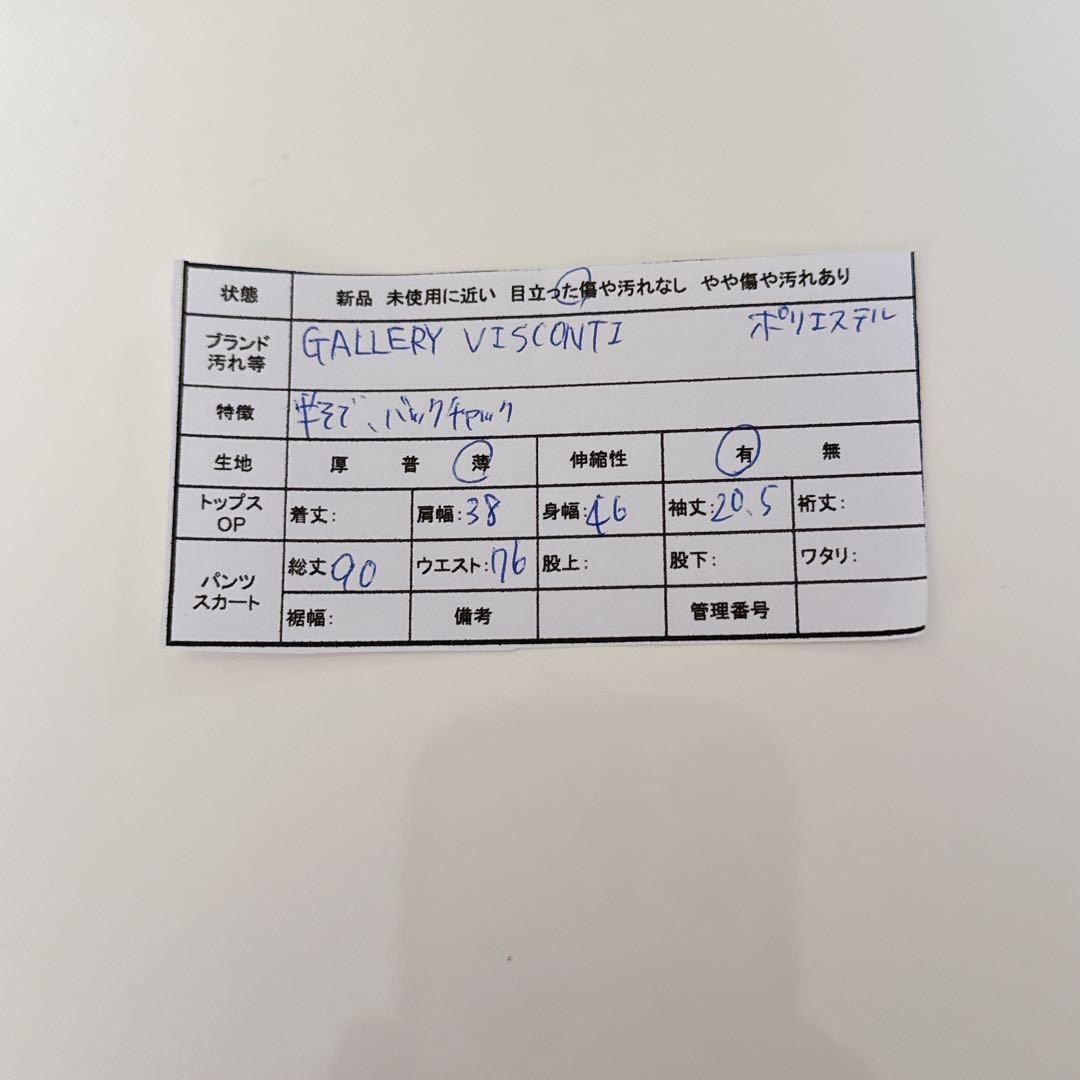 状態 新品 未使用に近い 目立った傷や汚れなし やや傷や汚れあり
ブランド 汚れ等 GALLERY VISCONTI ポリエステル
特徴 半そで、バックチャック
生地 厚 普 薄 伸縮性 有 無
トップス OP 着丈: 肩幅:38 身幅:46 袖丈:20.5 裄丈:
パンツ スカート 総丈:90 ウエスト:76 股上: 股下: ワタリ:
裾幅: 備考 管理番号